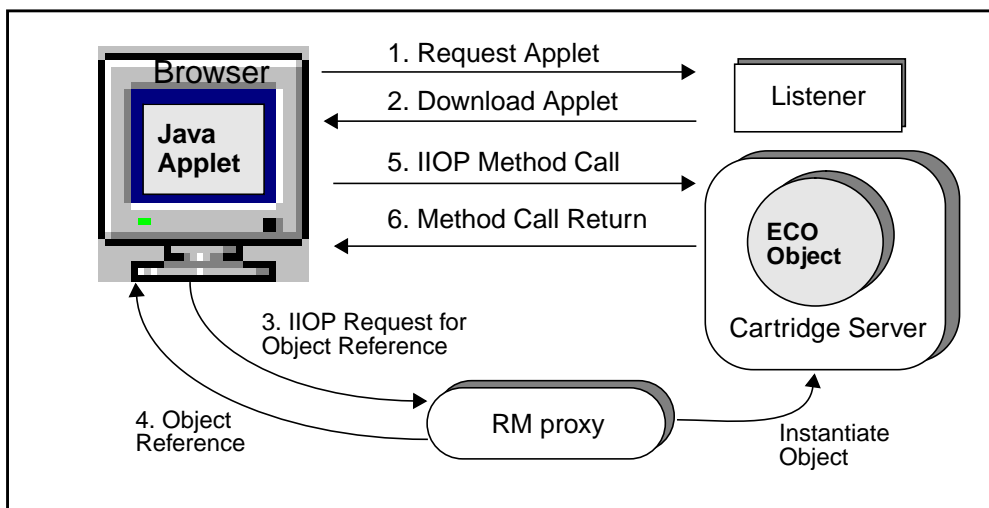 Browser
Java
Applet
1. Request Applet
2. Download Applet
5. IIOP Method Call
6. Method Call Return
Listener
ECO
Object
Cartridge Server
3. IIOP Request for
Object Reference
4. Object
Reference
RM proxy
Instantiate
Object